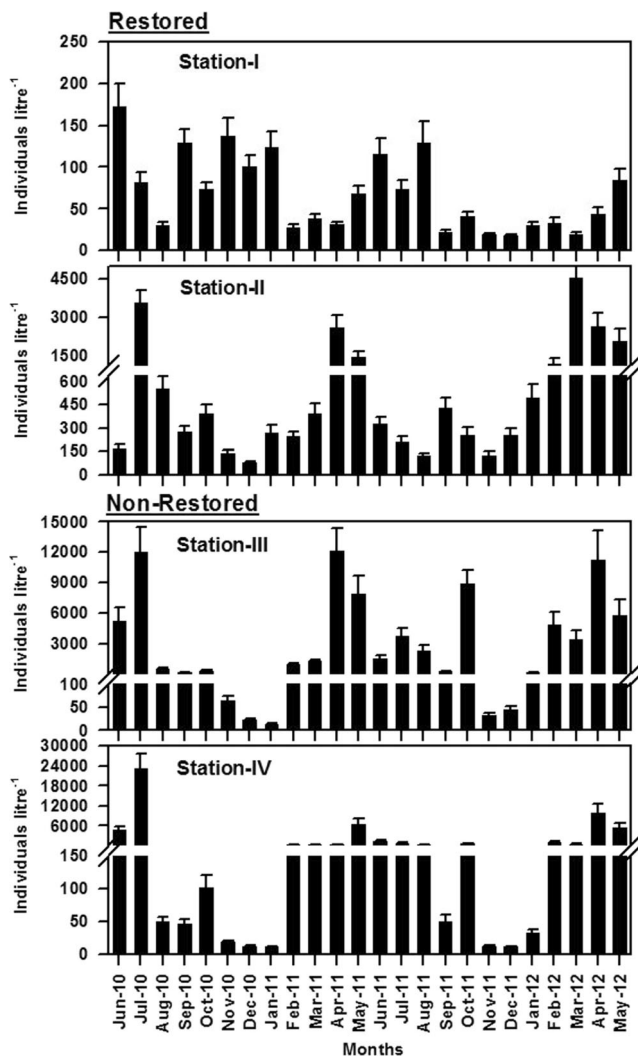 Restored
Station-I
Individuals litre-1
250
200
150
100
50
0
Station-II
Individuals litre-1
4500
3000
1500
600
450
300
150
0
Non-Restored
Station-III
Individuals litre-1
15000
12000
9000
6000
3000
100
50
0
Station-IV
Individuals litre-1
30000
24000
18000
12000
6000
150
100
50
0
Jun-10
Jul-10
Aug-10
Sep-10
Oct-10
Nov-10
Dec-10
Jan-11
Feb-11
Mar-11
Apr-11
May-11
Jun-11
Jul-11
Aug-11
Sep-11
Oct-11
Nov-11
Dec-11
Jan-12
Feb-12
Mar-12
Apr-12
May-12
Months